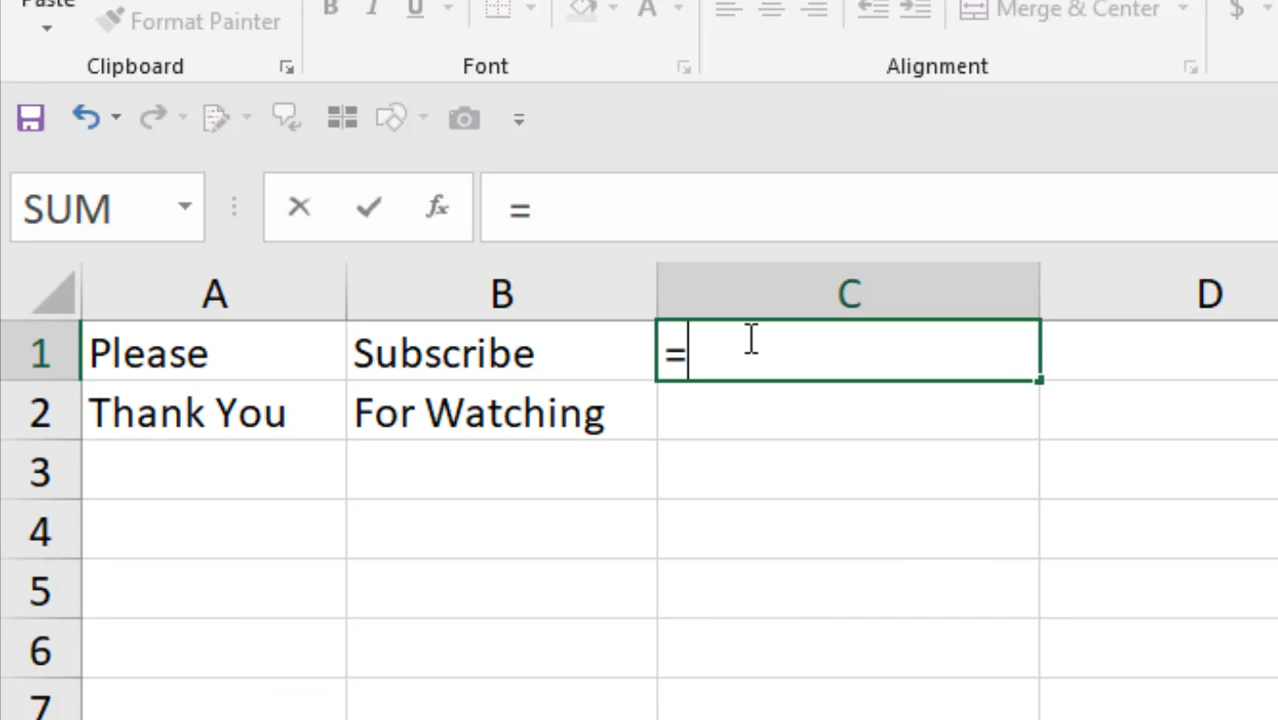 Paste
Format Painter
B I U A Merge & Center $
Clipboard Font Alignment
SUM fx =
A B C D
1 Please Subscribe =
2 Thank You For Watching
3
4
5
6
7